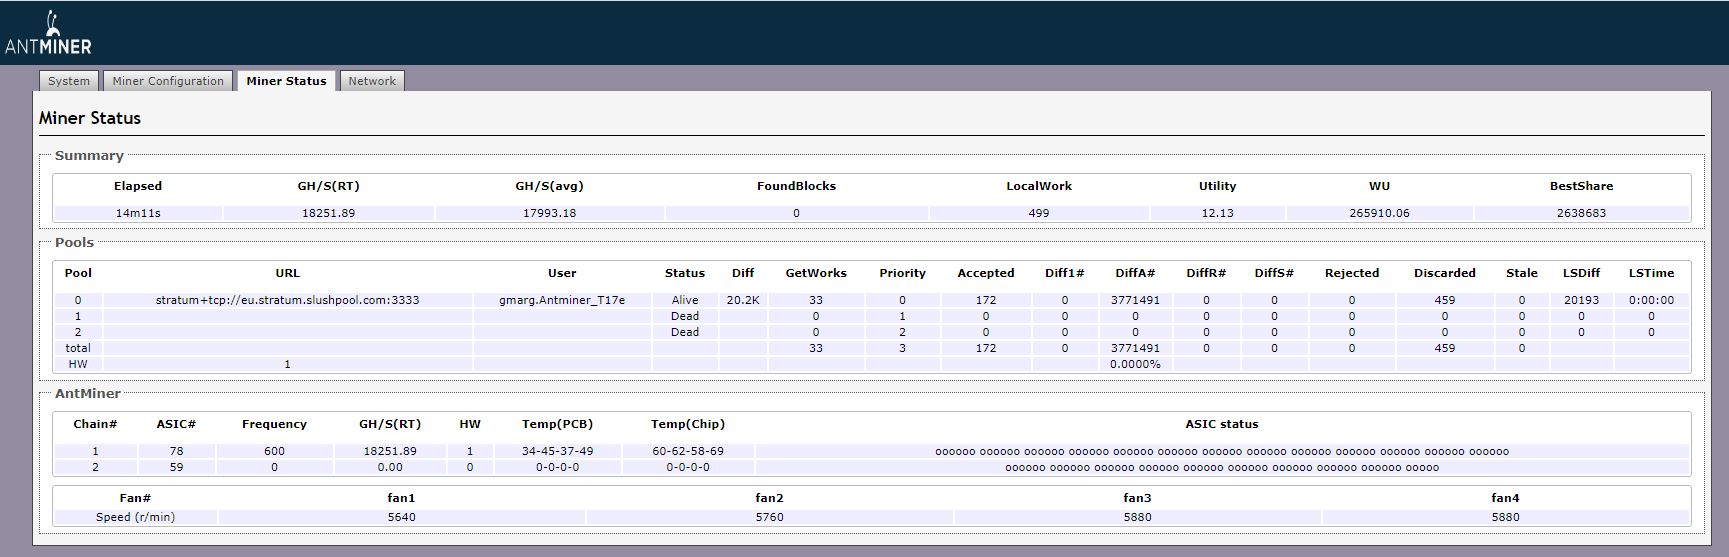 ANTMINER
System Miner Configuration Miner Status Network
Miner Status
Summary
Elapsed GH/S(RT) GH/S(avg) FoundBlocks LocalWork Utility WU BestShare
14m11s 18251.89 17993.18 0 499 12.13 265910.06 2638683
Pools
Pool URL User Status Diff GetWorks Priority Accepted Diff1# DiffA# DiffR# DiffS# Rejected Discarded Stale LSDiff LSTime
0 stratum+tcp://eu.stratum.slushpool.com:3333 gmarg.Antminer_T17e Alive 20.2K 33 0 172 0 3771491 0 0 0 459 0 20193 0:00:00
1 Dead 0 1 0 0 0 0 0 0 0 0 0 0
2 Dead 0 2 0 0 0 0 0 0 0 0 0 0
total 33 3 172 0 3771491 0 0 0 459 0
HW 1 0.0000%
AntMiner
Chain# ASIC# Frequency GH/S(RT) HW Temp(PCB) Temp(Chip) ASIC status
1 78 600 18251.89 1 34-45-37-49 60-62-58-69 oooooo oooooo oooooo oooooo oooooo oooooo oooooo oooooo oooooo oooooo oooooo oooooo oooooo
2 59 0 0.00 0 0-0-0-0 0-0-0-0 oooooo oooooo oooooo oooooo oooooo oooooo oooooo oooooo oooooo ooooo
Fan# fan1 fan2 fan3 fan4
Speed (r/min) 5640 5760 5880 5880